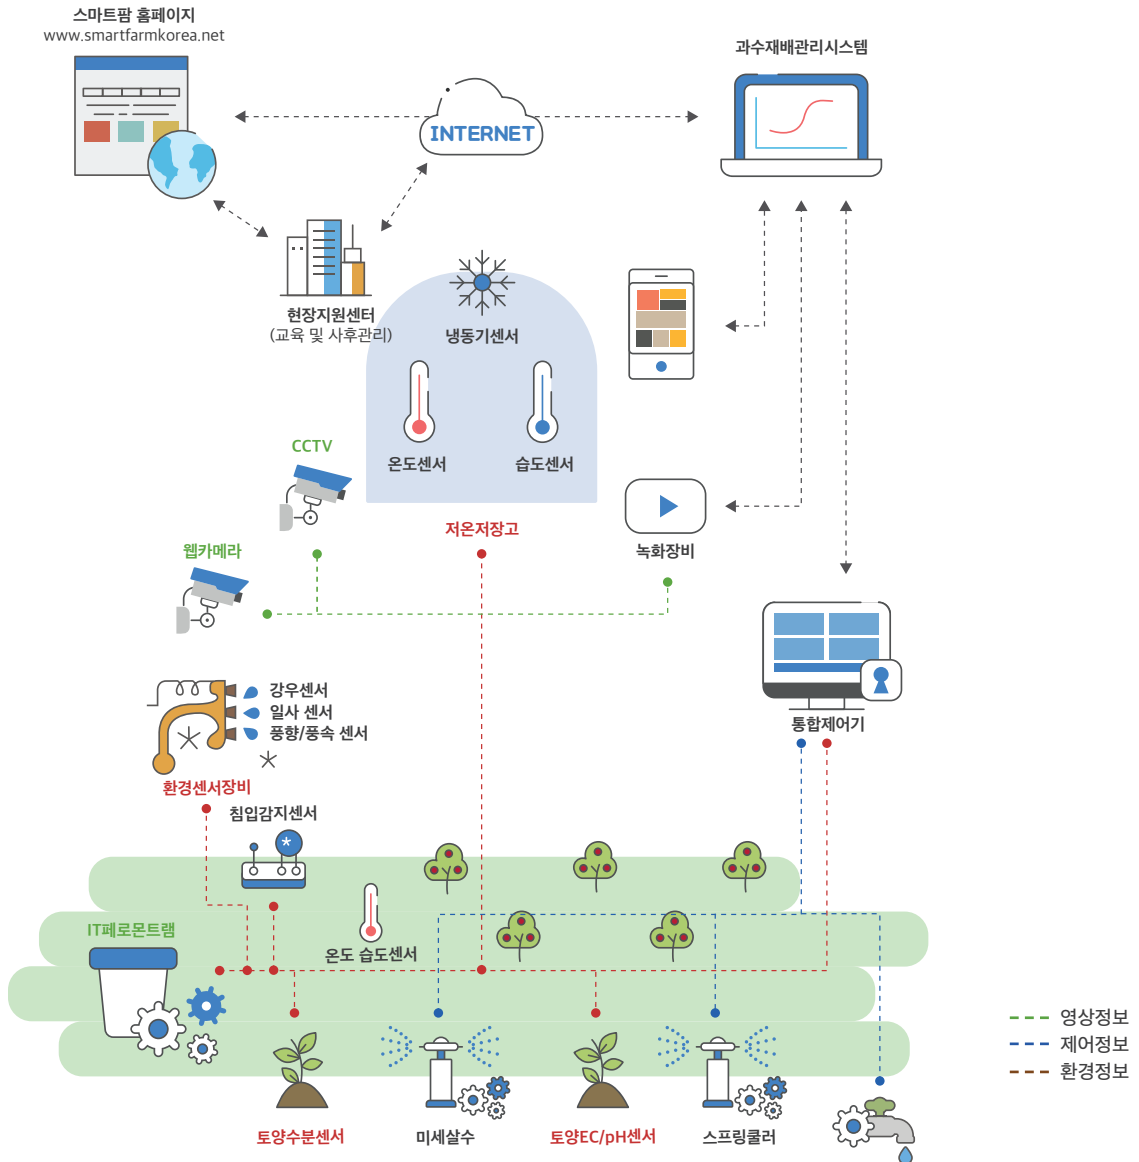 스마트팜 홈페이지
www.smartfarmkorea.net
과수재배관리시스템
INTERNET
현장지원센터
(교육 및 사후관리)
냉동기센서
온도센서
습도센서
CCTV
저온저장고
녹화장비
웹카메라
강우센서
일사 센서
풍향/풍속 센서
통합제어기
환경센서장비
침입감지센서
*
IT페로몬트램
온도 습도센서
영상정보
제어정보
환경정보
토양수분센서
미세살수
토양EC/pH센서
스프링쿨러